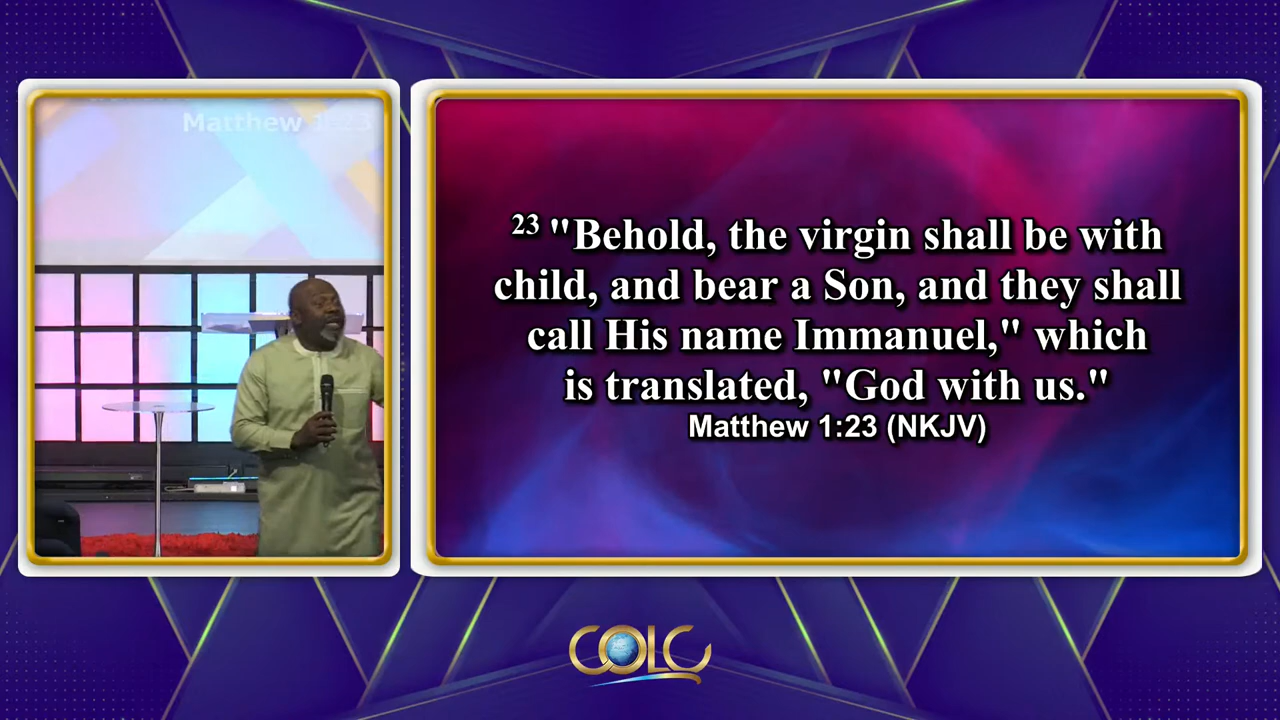 Matthew 1:23
23 "Behold, the virgin shall be with
child, and bear a Son, and they shall
call His name Immanuel," which
is translated, "God with us."
Matthew 1:23 (NKJV)
COLC